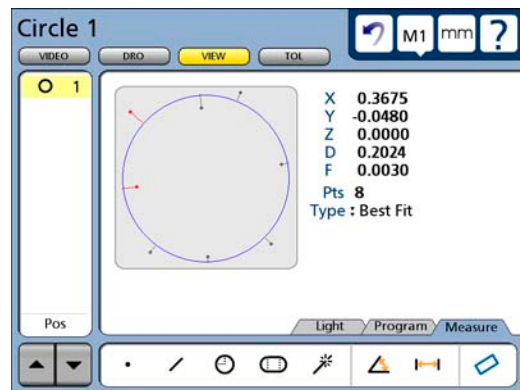 Circle 1
M1 mm ?
VIDEO DRO VIEW TOL
1
X 0.3675
Y -0.0480
Z 0.0000
D 0.2024
F 0.0030
Pts 8
Type : Best Fit
Pos
Light Program Measure